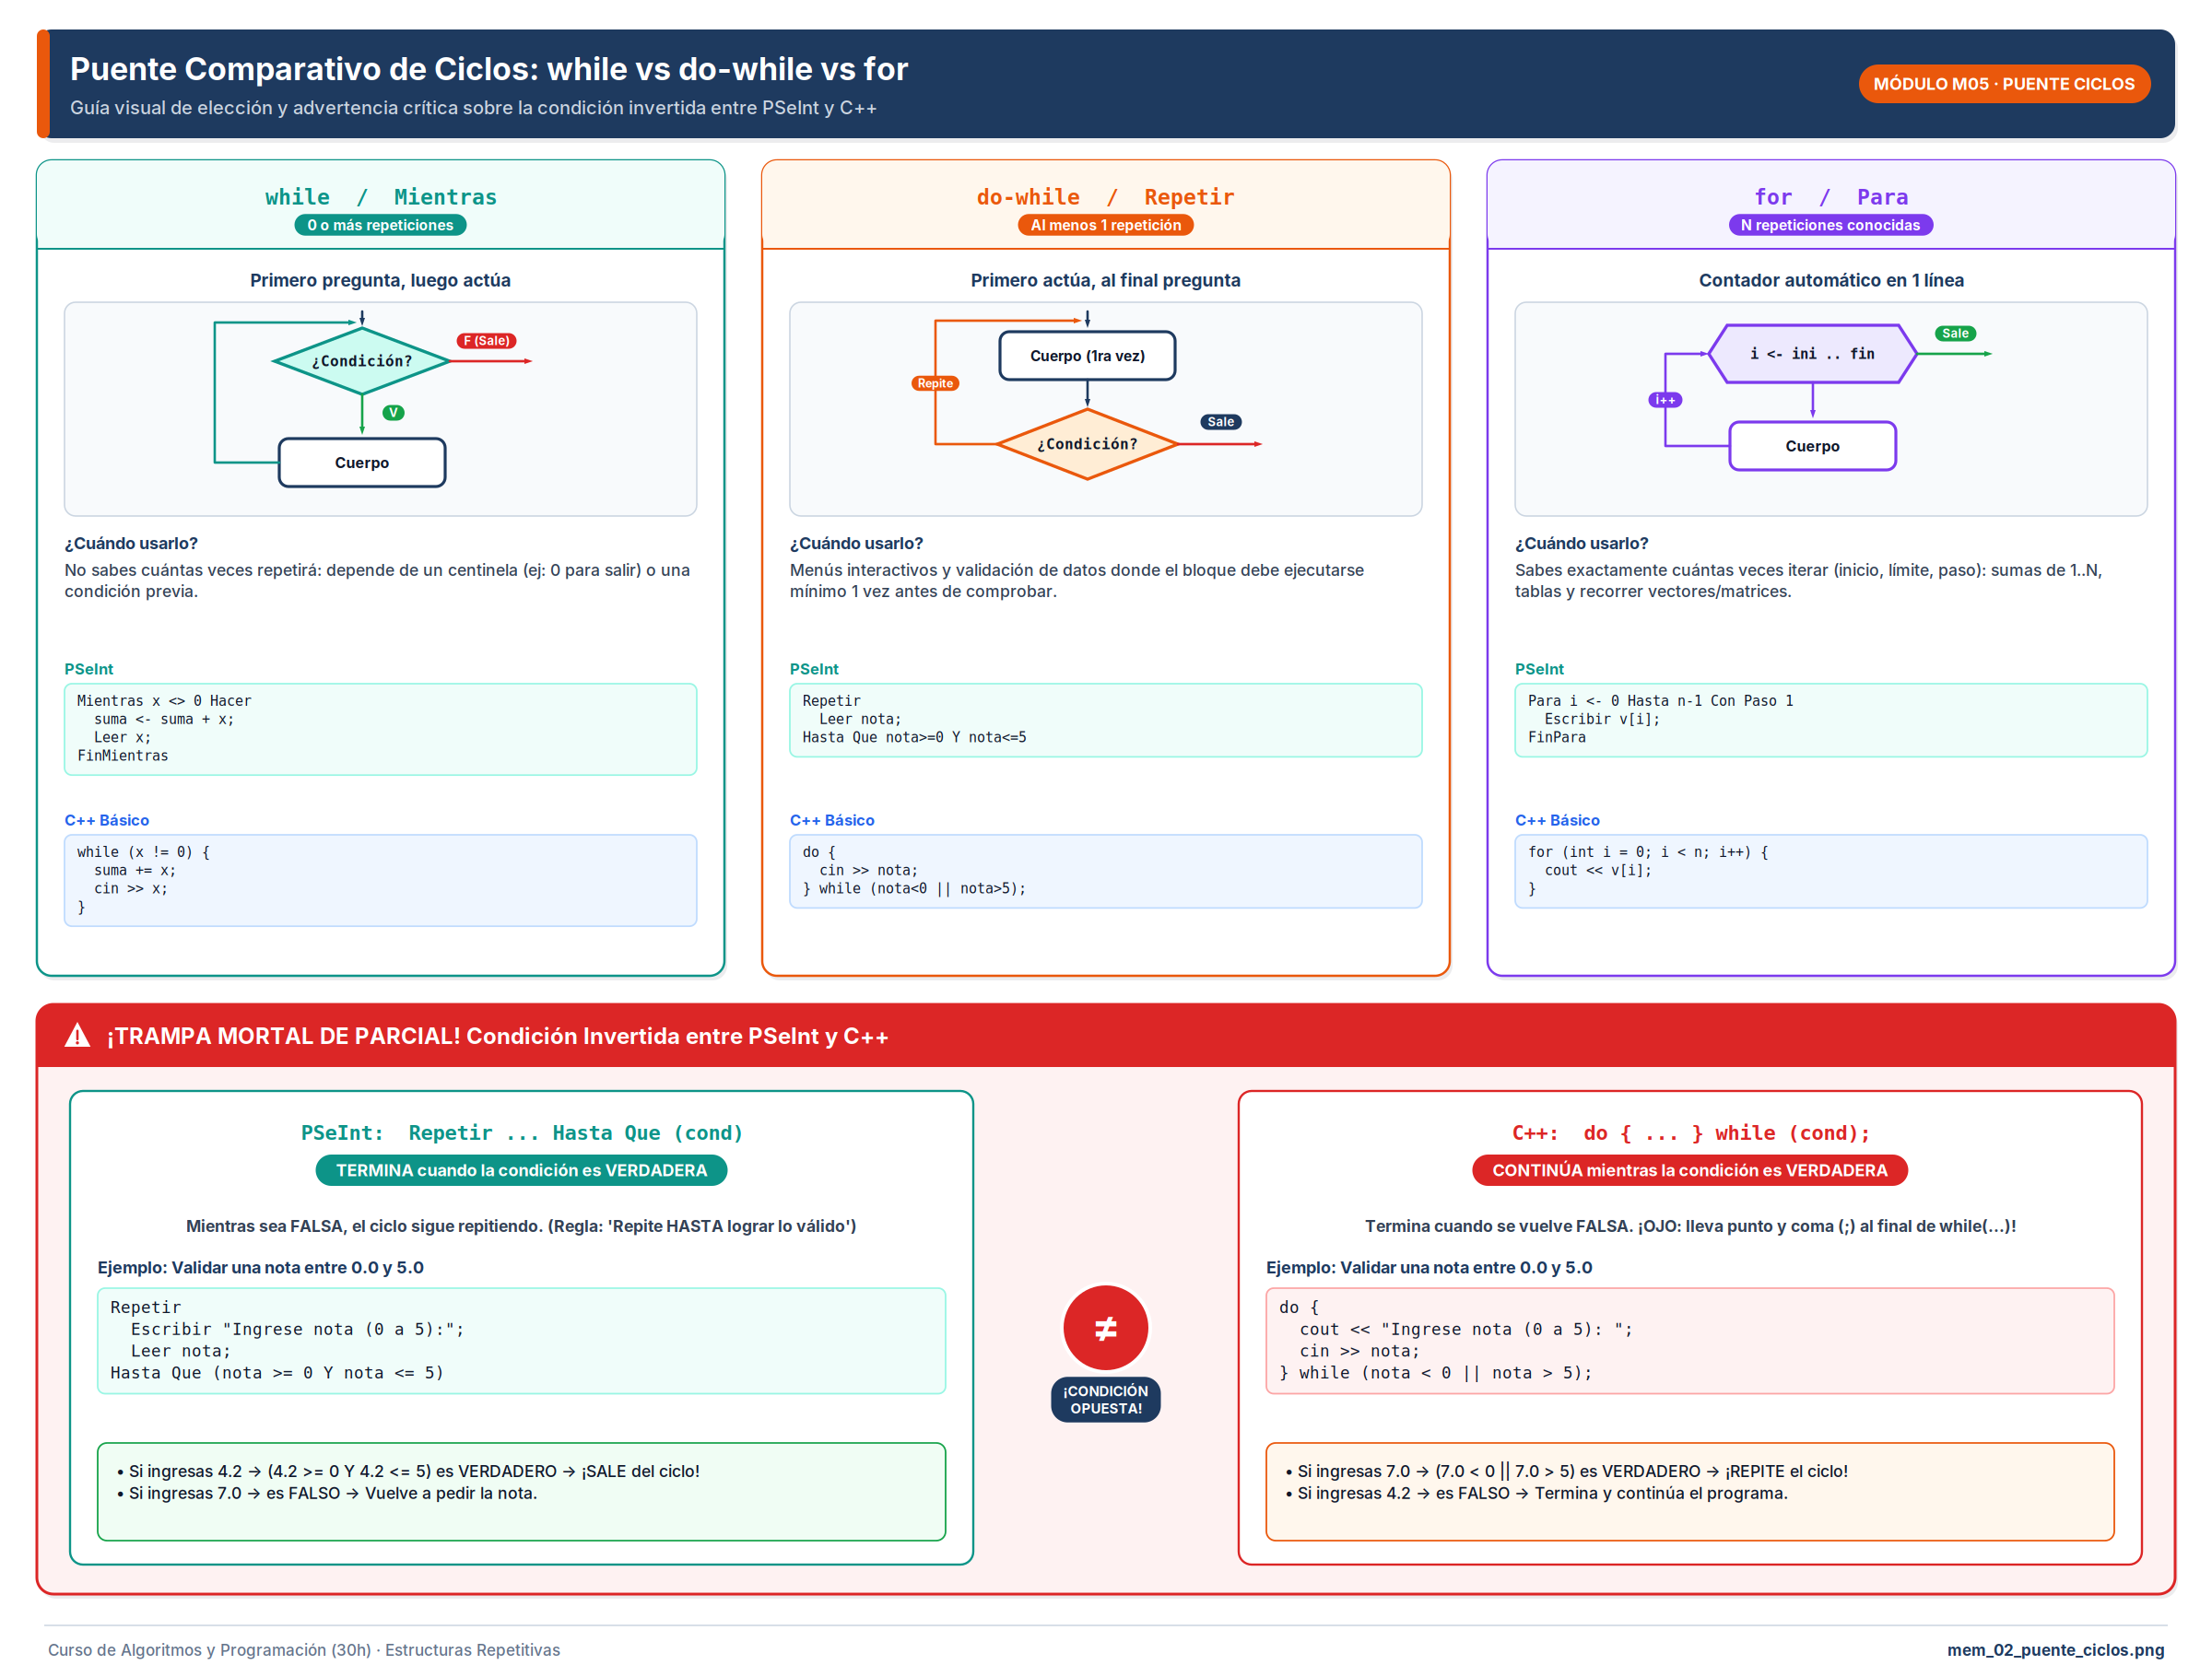 Puente Comparativo de Ciclos: while vs do-while vs for
Guía visual de elección y advertencia crítica sobre la condición invertida entre PSeInt y C++
MÓDULO M05 · PUENTE CICLOS
while / Mientras
0 o más repeticiones
Primero pregunta, luego actúa
¿Condición?
F (Sale)
V
Cuerpo
¿Cuándo usarlo?
No sabes cuántas veces repetirá: depende de un centinela (ej: 0 para salir) o una
condición previa.
PSeInt
Mientras x <> 0 Hacer
  suma <- suma + x;
  Leer x;
FinMientras
C++ Básico
while (x != 0) {
  suma += x;
  cin >> x;
}
do-while / Repetir
Al menos 1 repetición
Primero actúa, al final pregunta
Cuerpo (1ra vez)
Repite
¿Condición?
Sale
¿Cuándo usarlo?
Menús interactivos y validación de datos donde el bloque debe ejecutarse
mínimo 1 vez antes de comprobar.
PSeInt
Repetir
  Leer nota;
Hasta Que nota>=0 Y nota<=5
C++ Básico
do {
  cin >> nota;
} while (nota<0 || nota>5);
for / Para
N repeticiones conocidas
Contador automático en 1 línea
i <- ini .. fin
Sale
i++
Cuerpo
¿Cuándo usarlo?
Sabes exactamente cuántas veces iterar (inicio, límite, paso): sumas de 1..N,
tablas y recorrer vectores/matrices.
PSeInt
Para i <- 0 Hasta n-1 Con Paso 1
  Escribir v[i];
FinPara
C++ Básico
for (int i = 0; i < n; i++) {
  cout << v[i];
}
¡TRAMPA MORTAL DE PARCIAL! Condición Invertida entre PSeInt y C++
PSeInt: Repetir ... Hasta Que (cond)
TERMINA cuando la condición es VERDADERA
Mientras sea FALSA, el ciclo sigue repitiendo. (Regla: 'Repite HASTA lograr lo válido')
Ejemplo: Validar una nota entre 0.0 y 5.0
Repetir
  Escribir "Ingrese nota (0 a 5):";
  Leer nota;
Hasta Que (nota >= 0 Y nota <= 5)
• Si ingresas 4.2 → (4.2 >= 0 Y 4.2 <= 5) es VERDADERO → ¡SALE del ciclo!
• Si ingresas 7.0 → es FALSO → Vuelve a pedir la nota.
≠
¡CONDICIÓN
OPUESTA!
C++: do { ... } while (cond);
CONTINÚA mientras la condición es VERDADERA
Termina cuando se vuelve FALSA. ¡OJO: lleva punto y coma (;) al final de while(...)!
Ejemplo: Validar una nota entre 0.0 y 5.0
do {
  cout << "Ingrese nota (0 a 5): ";
  cin >> nota;
} while (nota < 0 || nota > 5);
• Si ingresas 7.0 → (7.0 < 0 || 7.0 > 5) es VERDADERO → ¡REPITE el ciclo!
• Si ingresas 4.2 → es FALSO → Termina y continúa el programa.
Curso de Algoritmos y Programación (30h) · Estructuras Repetitivas
mem_02_puente_ciclos.png